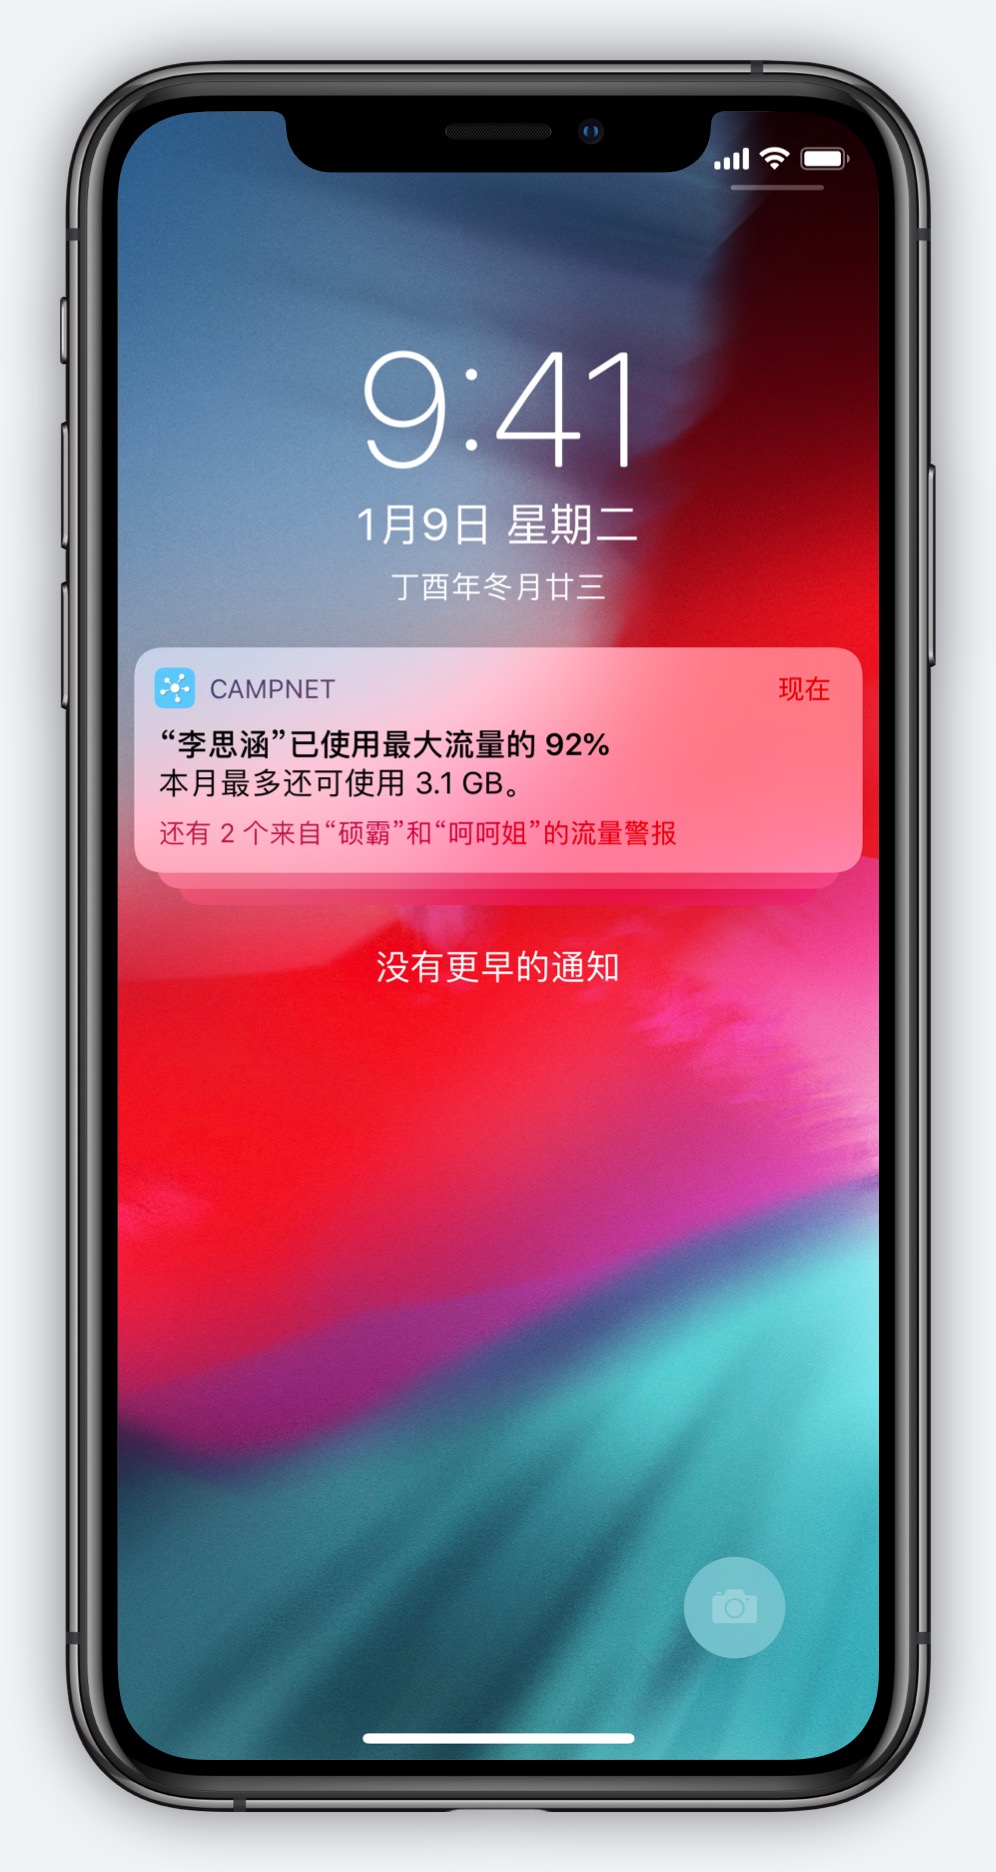 9:41
1月9日 星期二
丁酉年冬月廿三
CAMPNET 现在
“李思涵”已使用最大流量的 92%
本月最多还可使用 3.1 GB。
还有 2 个来自“硕霸”和“呵呵姐”的流量警报
没有更早的通知